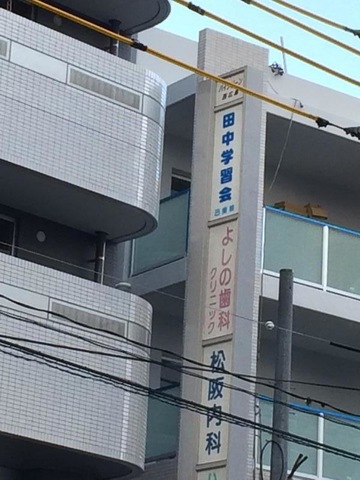 田中学習会
よしの歯科
クリニック
松阪内科